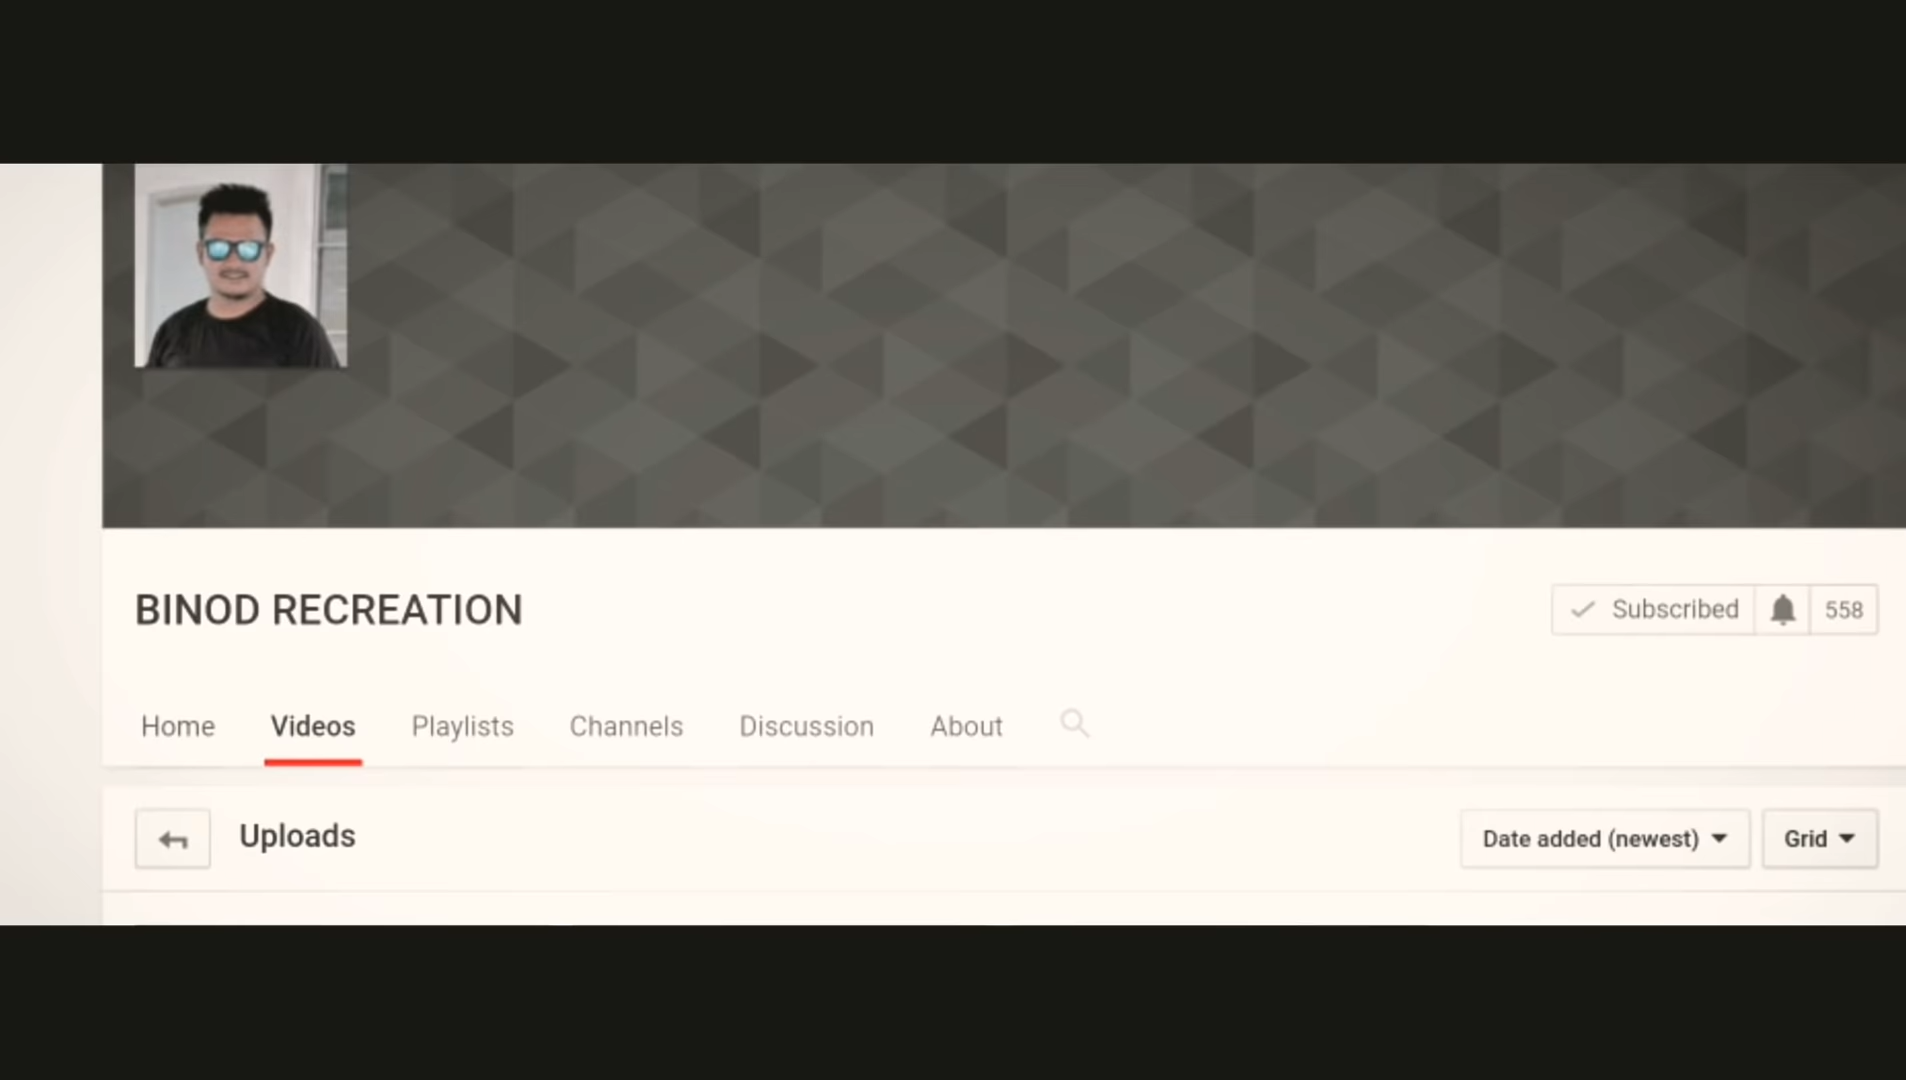 BINOD RECREATION
Subscribed 558
Home Videos Playlists Channels Discussion About
Uploads
Date added (newest) Grid